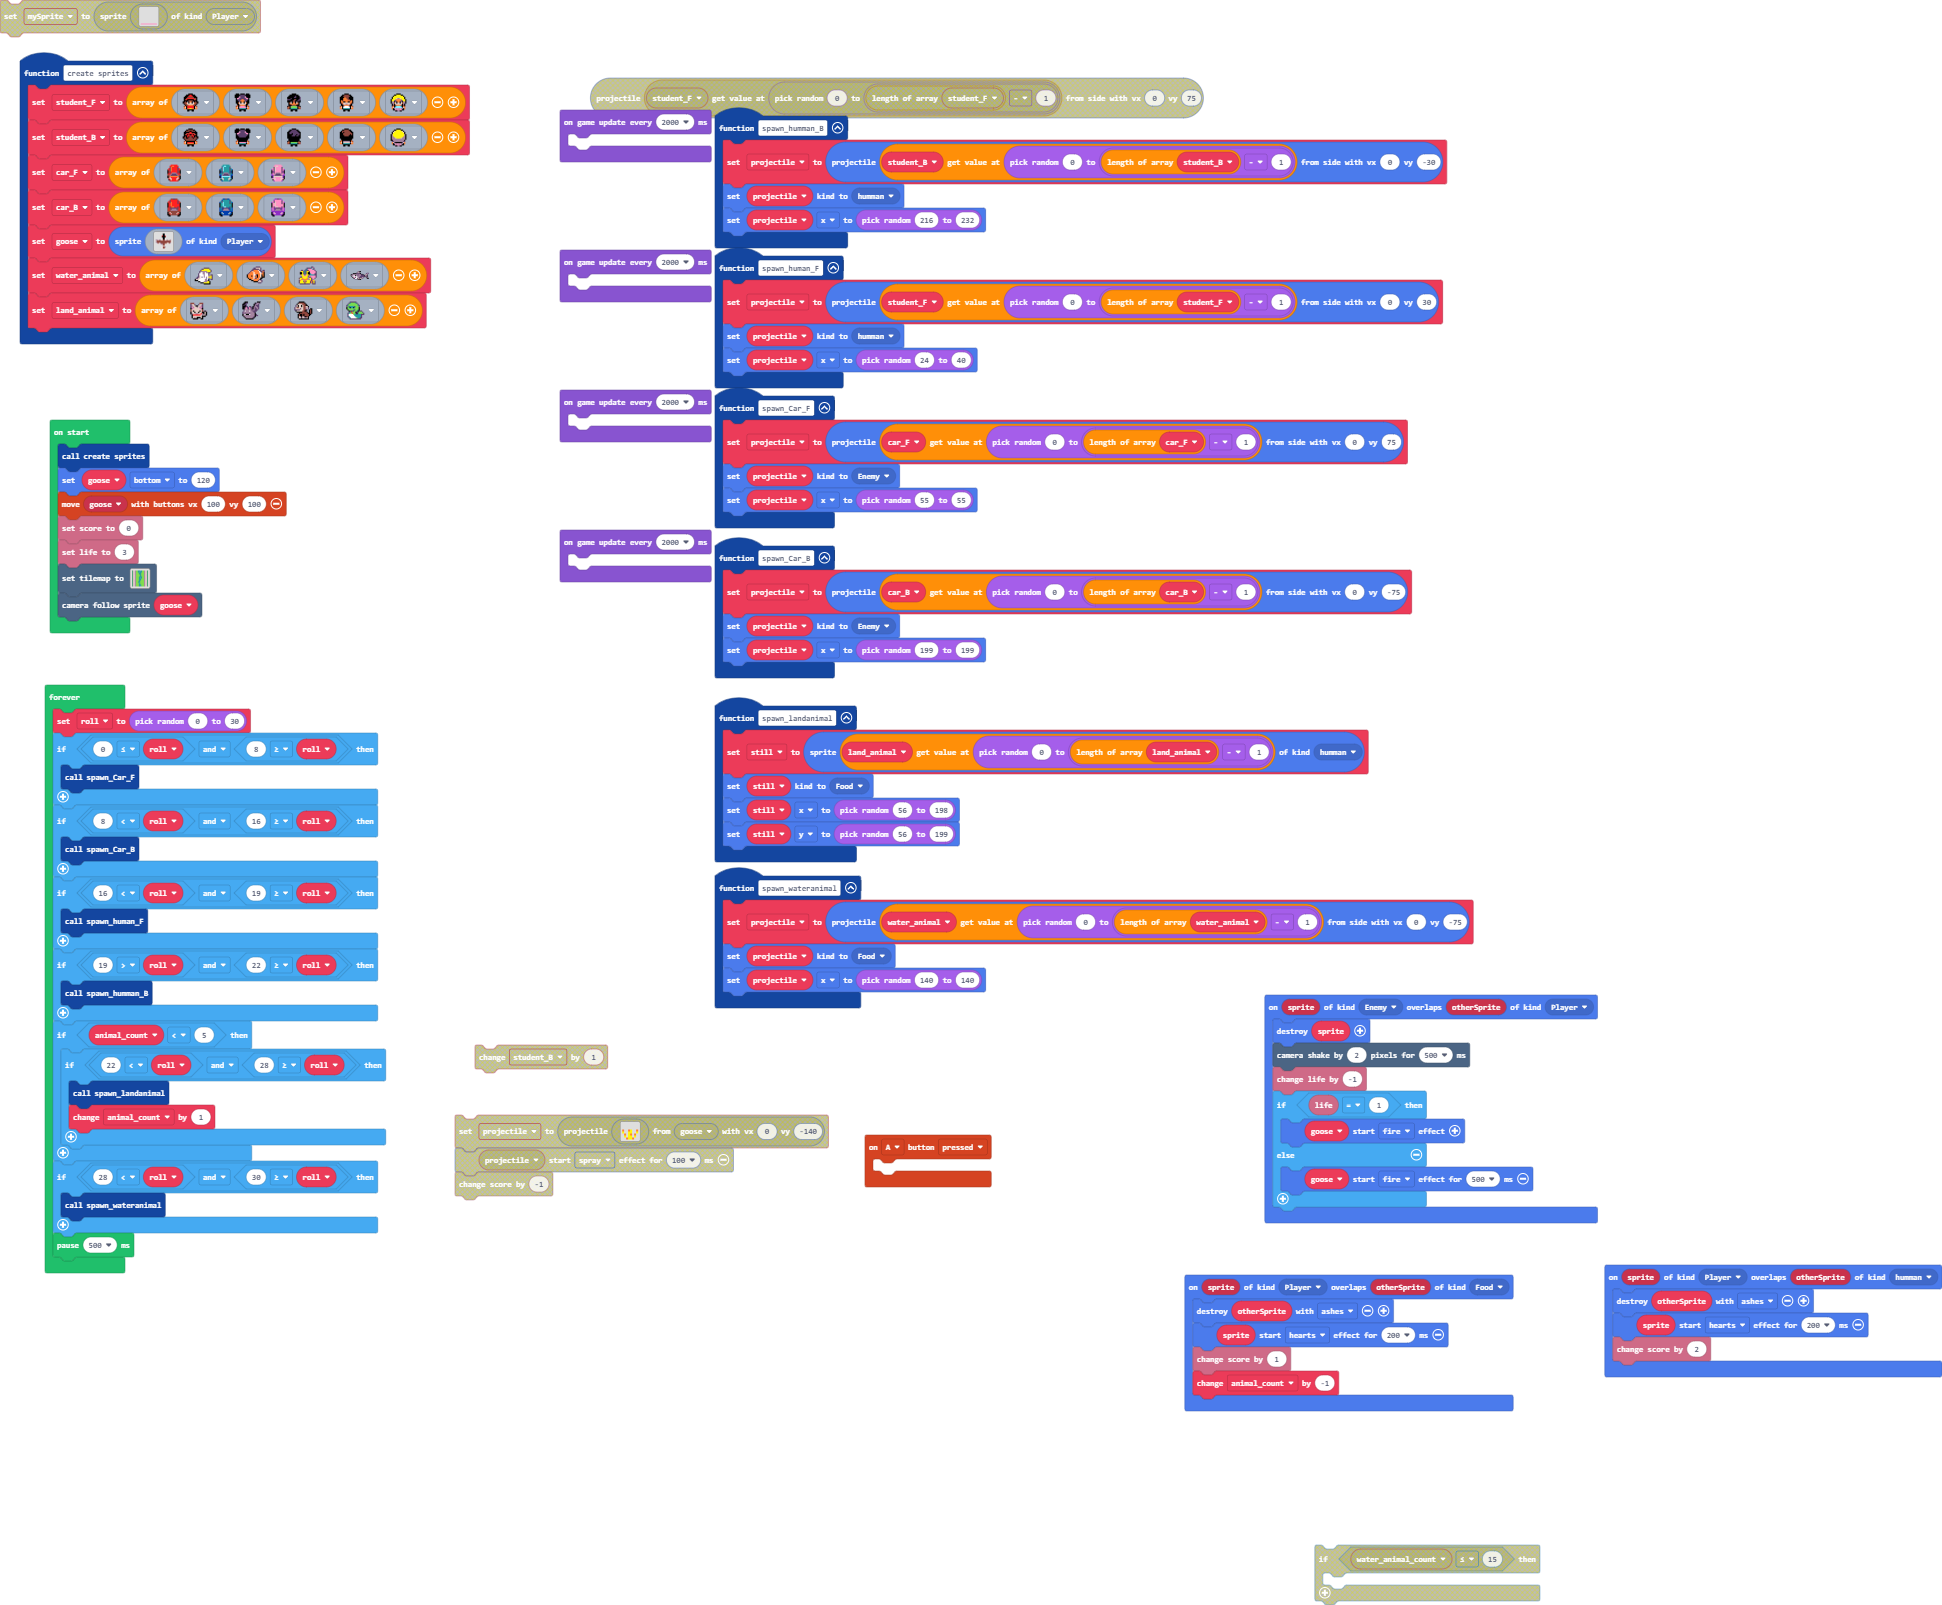 set mySprite to sprite of kind Player
function create sprites
set student_F to array of
set student_B to array of
set car_F to array of
set car_B to array of
set goose to sprite of kind Player
set water_animal to array of
set land_animal to array of
on start
call create sprites
set goose bottom to 120
move goose with buttons vx 100 vy 100
set score to 0
set life to 3
set tilemap to
camera follow sprite goose
forever
set roll to pick random 0 to 30
if 0 ≤ roll and 8 ≥ roll then
call spawn_Car_F
if 8 < roll and 16 ≥ roll then
call spawn_Car_B
if 16 < roll and 19 ≥ roll then
call spawn_human_F
if 19 > roll and 22 ≥ roll then
call spawn_humman_B
if animal_count < 5 then
if 22 < roll and 28 ≥ roll then
call spawn_landanimal
change animal_count by 1
if 28 < roll and 30 ≥ roll then
call spawn_wateranimal
pause 500 ms
projectile student_F get value at pick random 0 to length of array student_F - 1 from side with vx 0 vy 75
on game update every 2000 ms
function spawn_humman_B
set projectile to projectile student_B get value at pick random 0 to length of array student_B - 1 from side with vx 0 vy -30
set projectile kind to humman
set projectile x to pick random 216 to 232
on game update every 2000 ms
function spawn_human_F
set projectile to projectile student_F get value at pick random 0 to length of array student_F - 1 from side with vx 0 vy 30
set projectile kind to humman
set projectile x to pick random 24 to 40
on game update every 2000 ms
function spawn_Car_F
set projectile to projectile car_F get value at pick random 0 to length of array car_F - 1 from side with vx 0 vy 75
set projectile kind to Enemy
set projectile x to pick random 55 to 55
on game update every 2000 ms
function spawn_Car_B
set projectile to projectile car_B get value at pick random 0 to length of array car_B - 1 from side with vx 0 vy -75
set projectile kind to Enemy
set projectile x to pick random 199 to 199
function spawn_landanimal
set still to sprite land_animal get value at pick random 0 to length of array land_animal - 1 of kind humman
set still kind to Food
set still x to pick random 56 to 198
set still y to pick random 56 to 199
function spawn_wateranimal
set projectile to projectile water_animal get value at pick random 0 to length of array water_animal - 1 from side with vx 0 vy -75
set projectile kind to Food
set projectile x to pick random 140 to 140
change student_B by 1
set projectile to projectile from goose with vx 0 vy -140
projectile start spray effect for 100 ms
change score by -1
on A button pressed
on sprite of kind Enemy overlaps otherSprite of kind Player
destroy sprite
camera shake by 2 pixels for 500 ms
change life by -1
if life = 1 then
goose start fire effect
else
goose start fire effect for 500 ms
on sprite of kind Player overlaps otherSprite of kind Food
destroy otherSprite with ashes
sprite start hearts effect for 200 ms
change score by 1
change animal_count by -1
on sprite of kind Player overlaps otherSprite of kind humman
destroy otherSprite with ashes
sprite start hearts effect for 200 ms
change score by 2
if water_animal_count ≤ 15 then